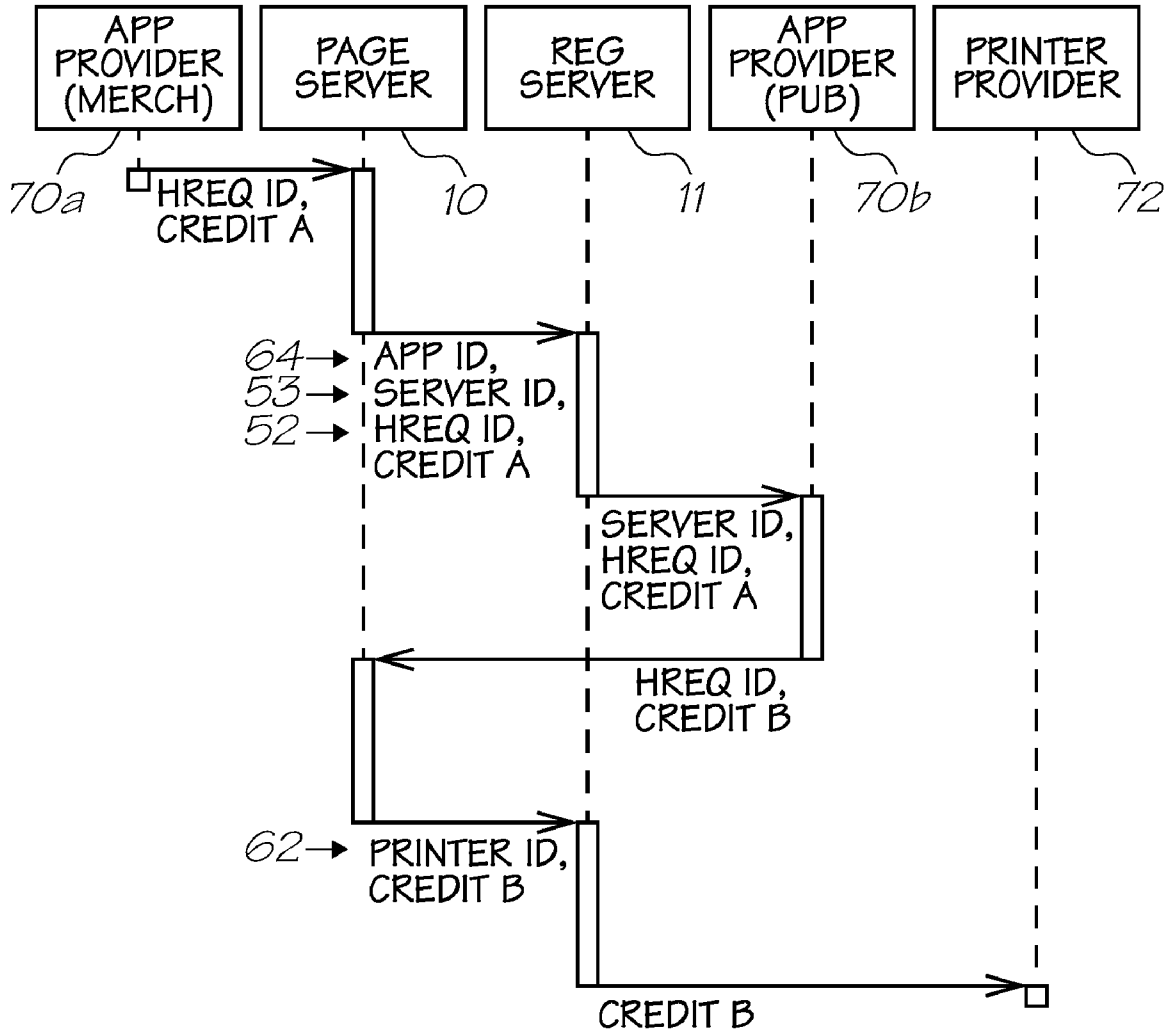 APP
PROVIDER
(MERCH)
PAGE
SERVER
REG
SERVER
APP
PROVIDER
(PUB)
PRINTER
PROVIDER
70a
10
11
70b
72
HREQ ID,
CREDIT A
64
APP ID,
53
SERVER ID,
52
HREQ ID,
CREDIT A
SERVER ID,
HREQ ID,
CREDIT A
HREQ ID,
CREDIT B
62
PRINTER ID,
CREDIT B
CREDIT B